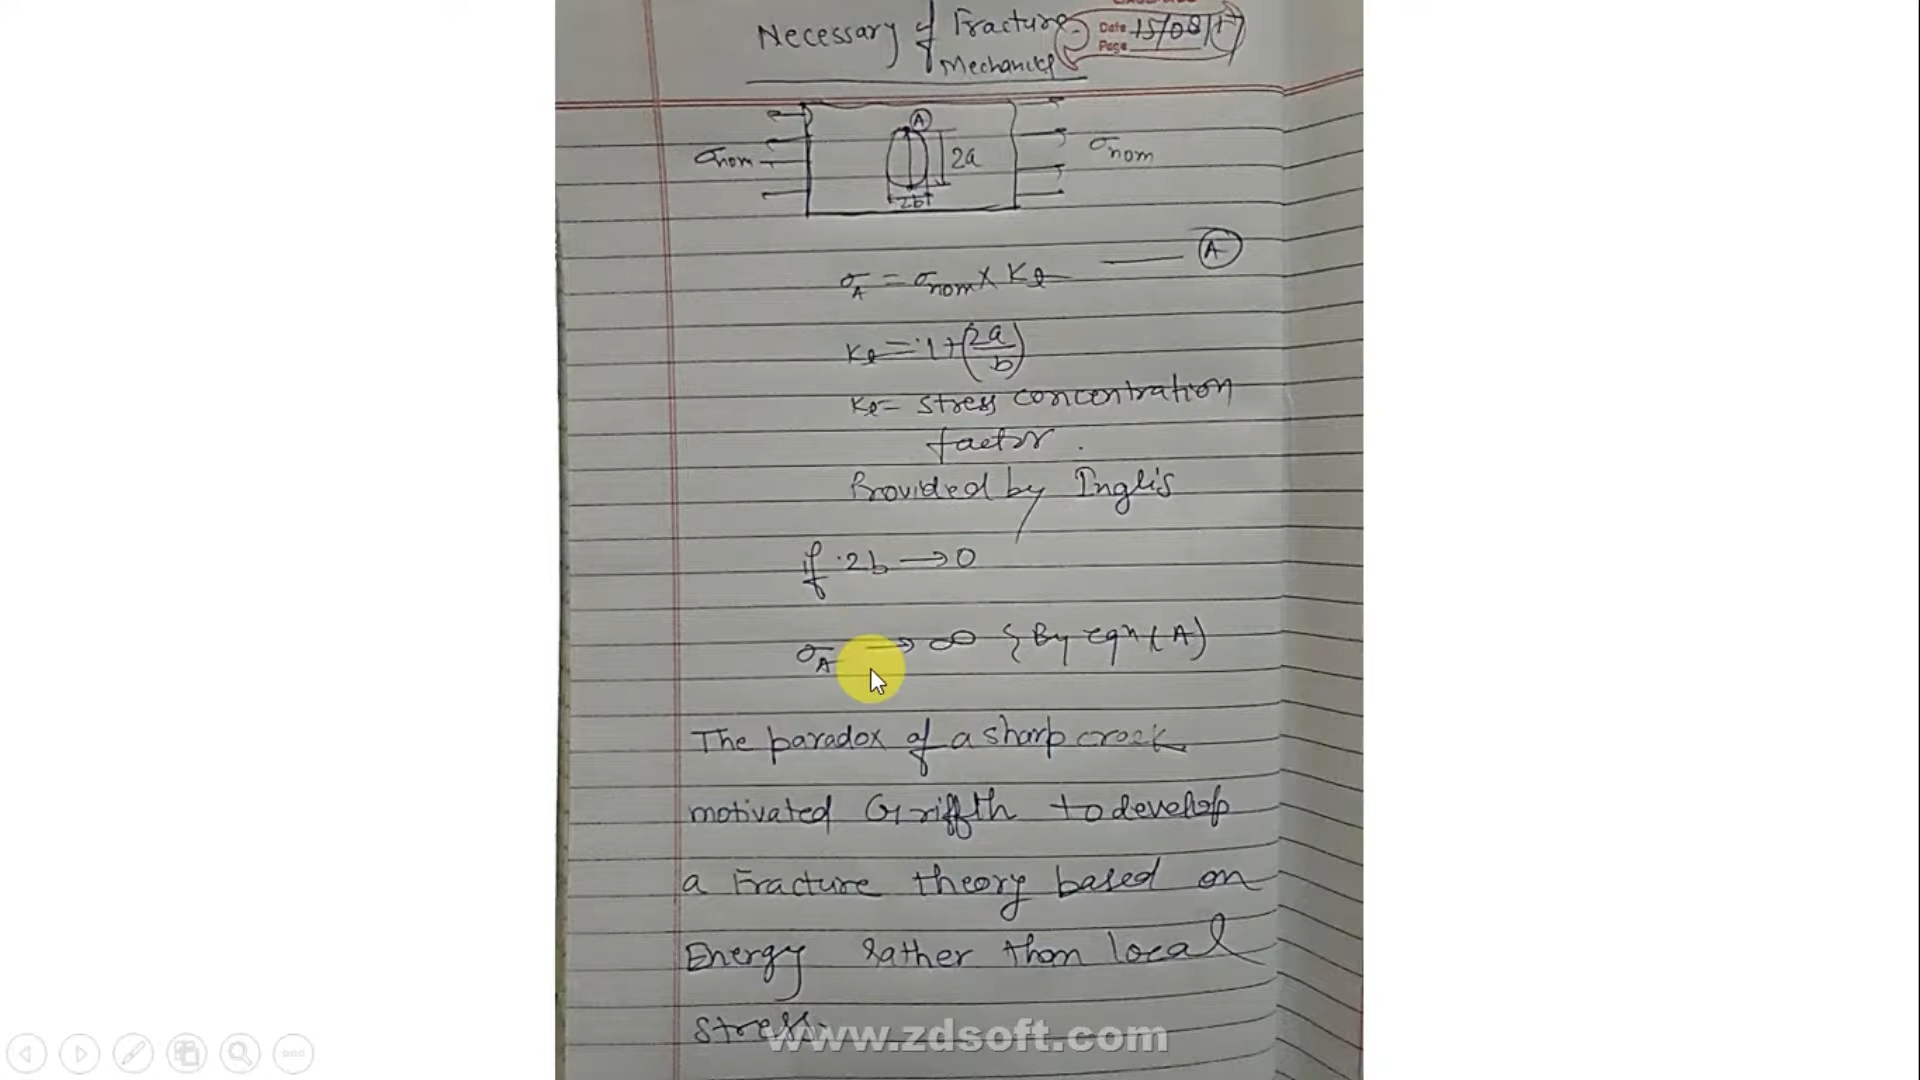 Necessary of Fracture
Mechanics
Date 15/08/17
Page
A
σnom
2a
σnom
2b
σA = σnom × Kt —— A
Kt = 1+(2a/b)
Kt = stress concentration
factor.
Provided by Inglis
if 2b → 0
σA → ∞ { By eqn (A)
The paradox of a sharp crack
motivated Griffth to develop
a Fracture theory based on
Energy rather than local
stress.
www.zdsoft.com